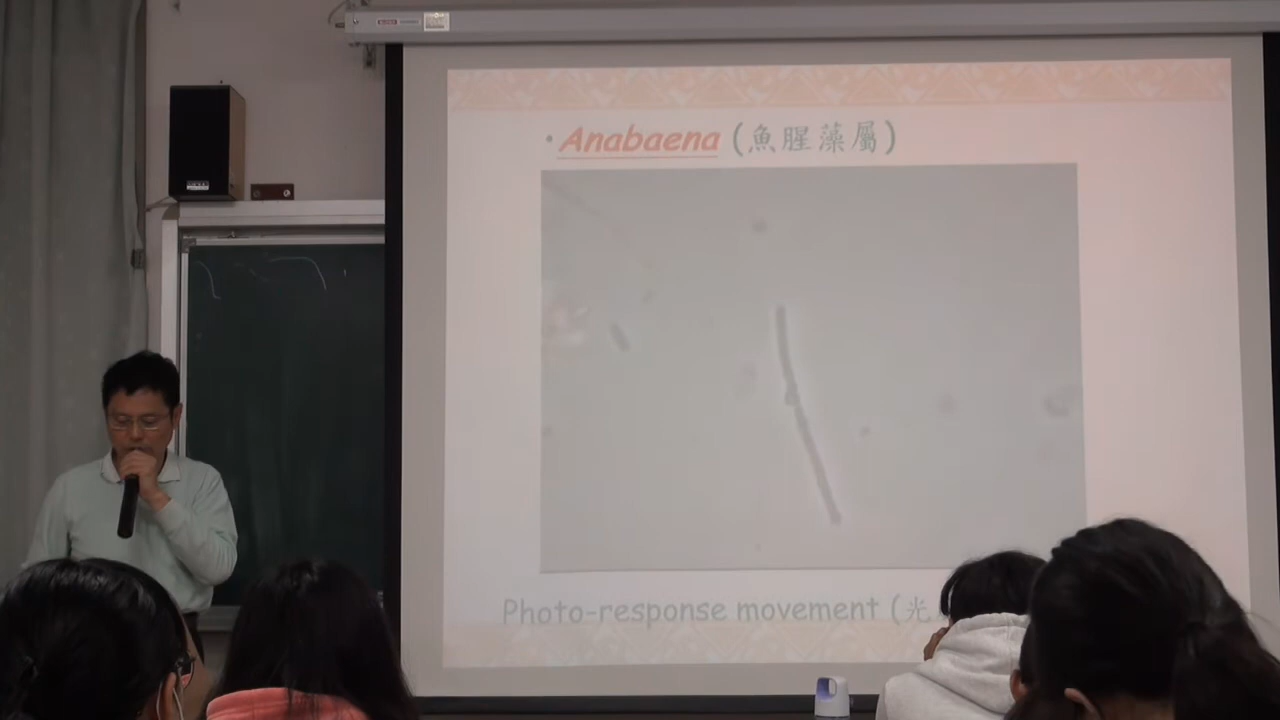 • Anabaena (魚腥藻屬)
Photo-response movement (光